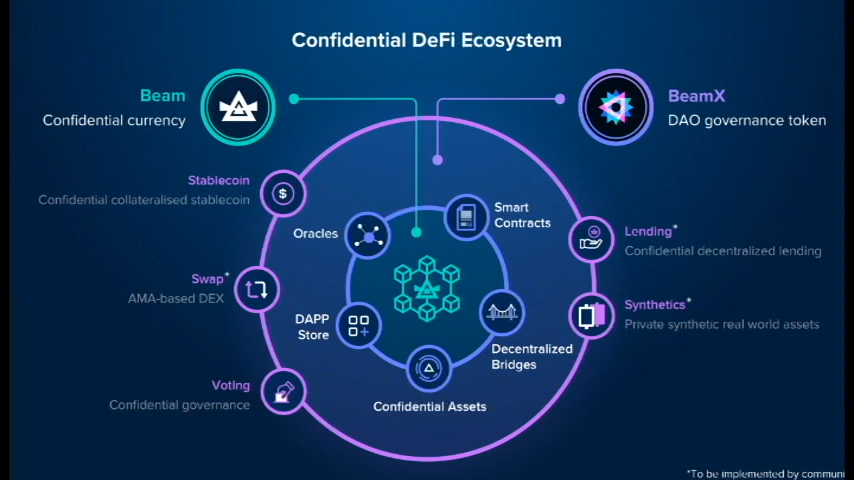 Confidential DeFi Ecosystem
Beam
Confidential currency
BeamX
DAO governance token
Stablecoin
Confidential collateralised stablecoin
Swap*
AMA-based DEX
Voting
Confidential governance
Oracles
Smart
Contracts
DAPP
Store
Decentralized
Bridges
Confidential Assets
Lending*
Confidential decentralized lending
Synthetics*
Private synthetic real world assets
$
*To be implemented by communi